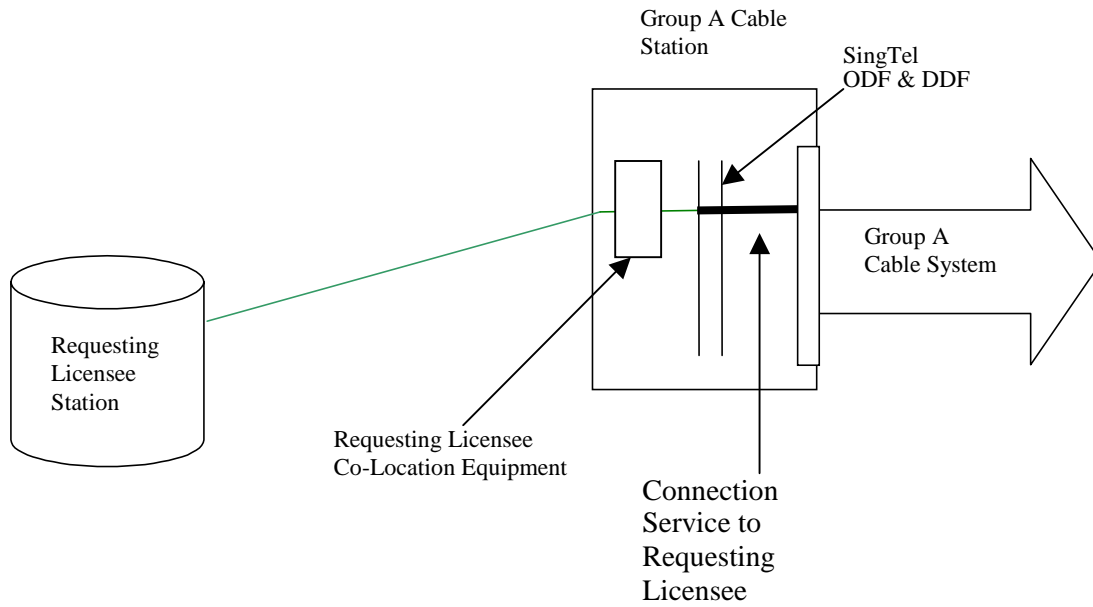 Group A Cable
Station
SingTel
ODF & DDF
Group A
Cable System
Requesting
Licensee
Station
Requesting Licensee
Co-Location Equipment
Connection
Service to
Requesting
Licensee